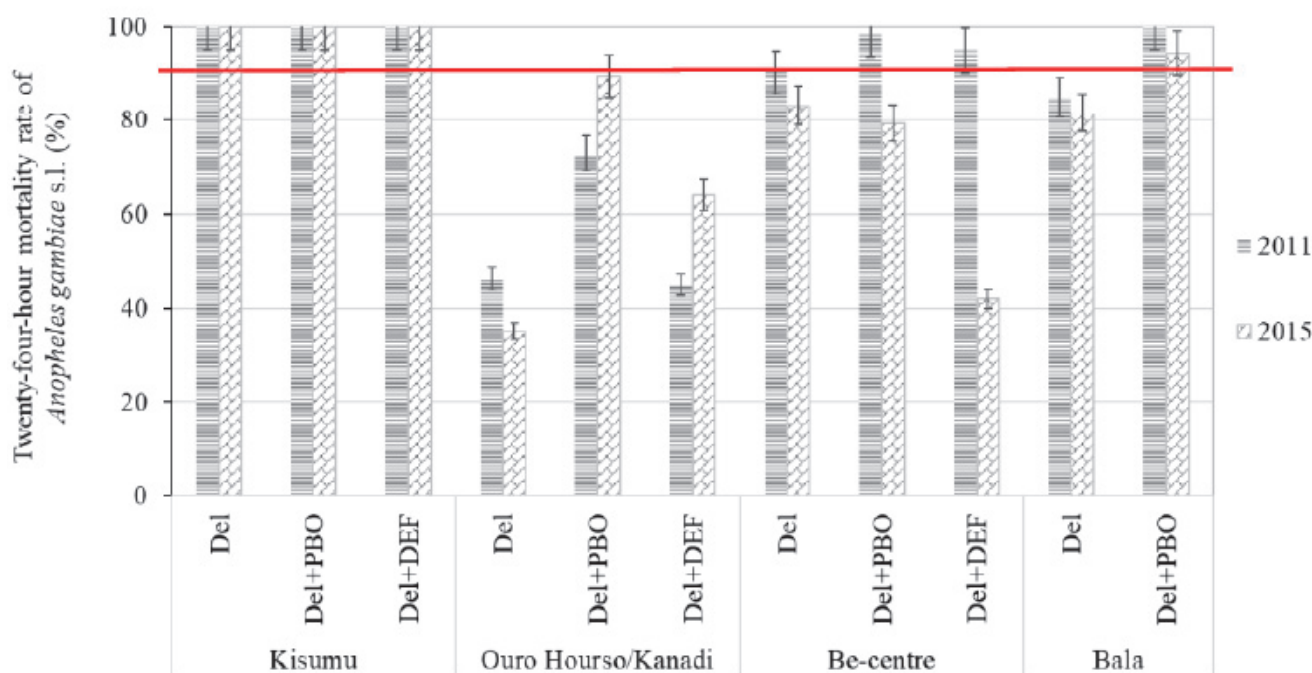 Twenty-four-hour mortality rate of
Anopheles gambiae s.l. (%)
100
80
60
40
20
0
Del
Del+PBO
Del+DEF
Del
Del+PBO
Del+DEF
Del
Del+PBO
Del+DEF
Del
Del+PBO
Kisumu
Ouro Hourso/Kanadi
Be-centre
Bala
2011
2015